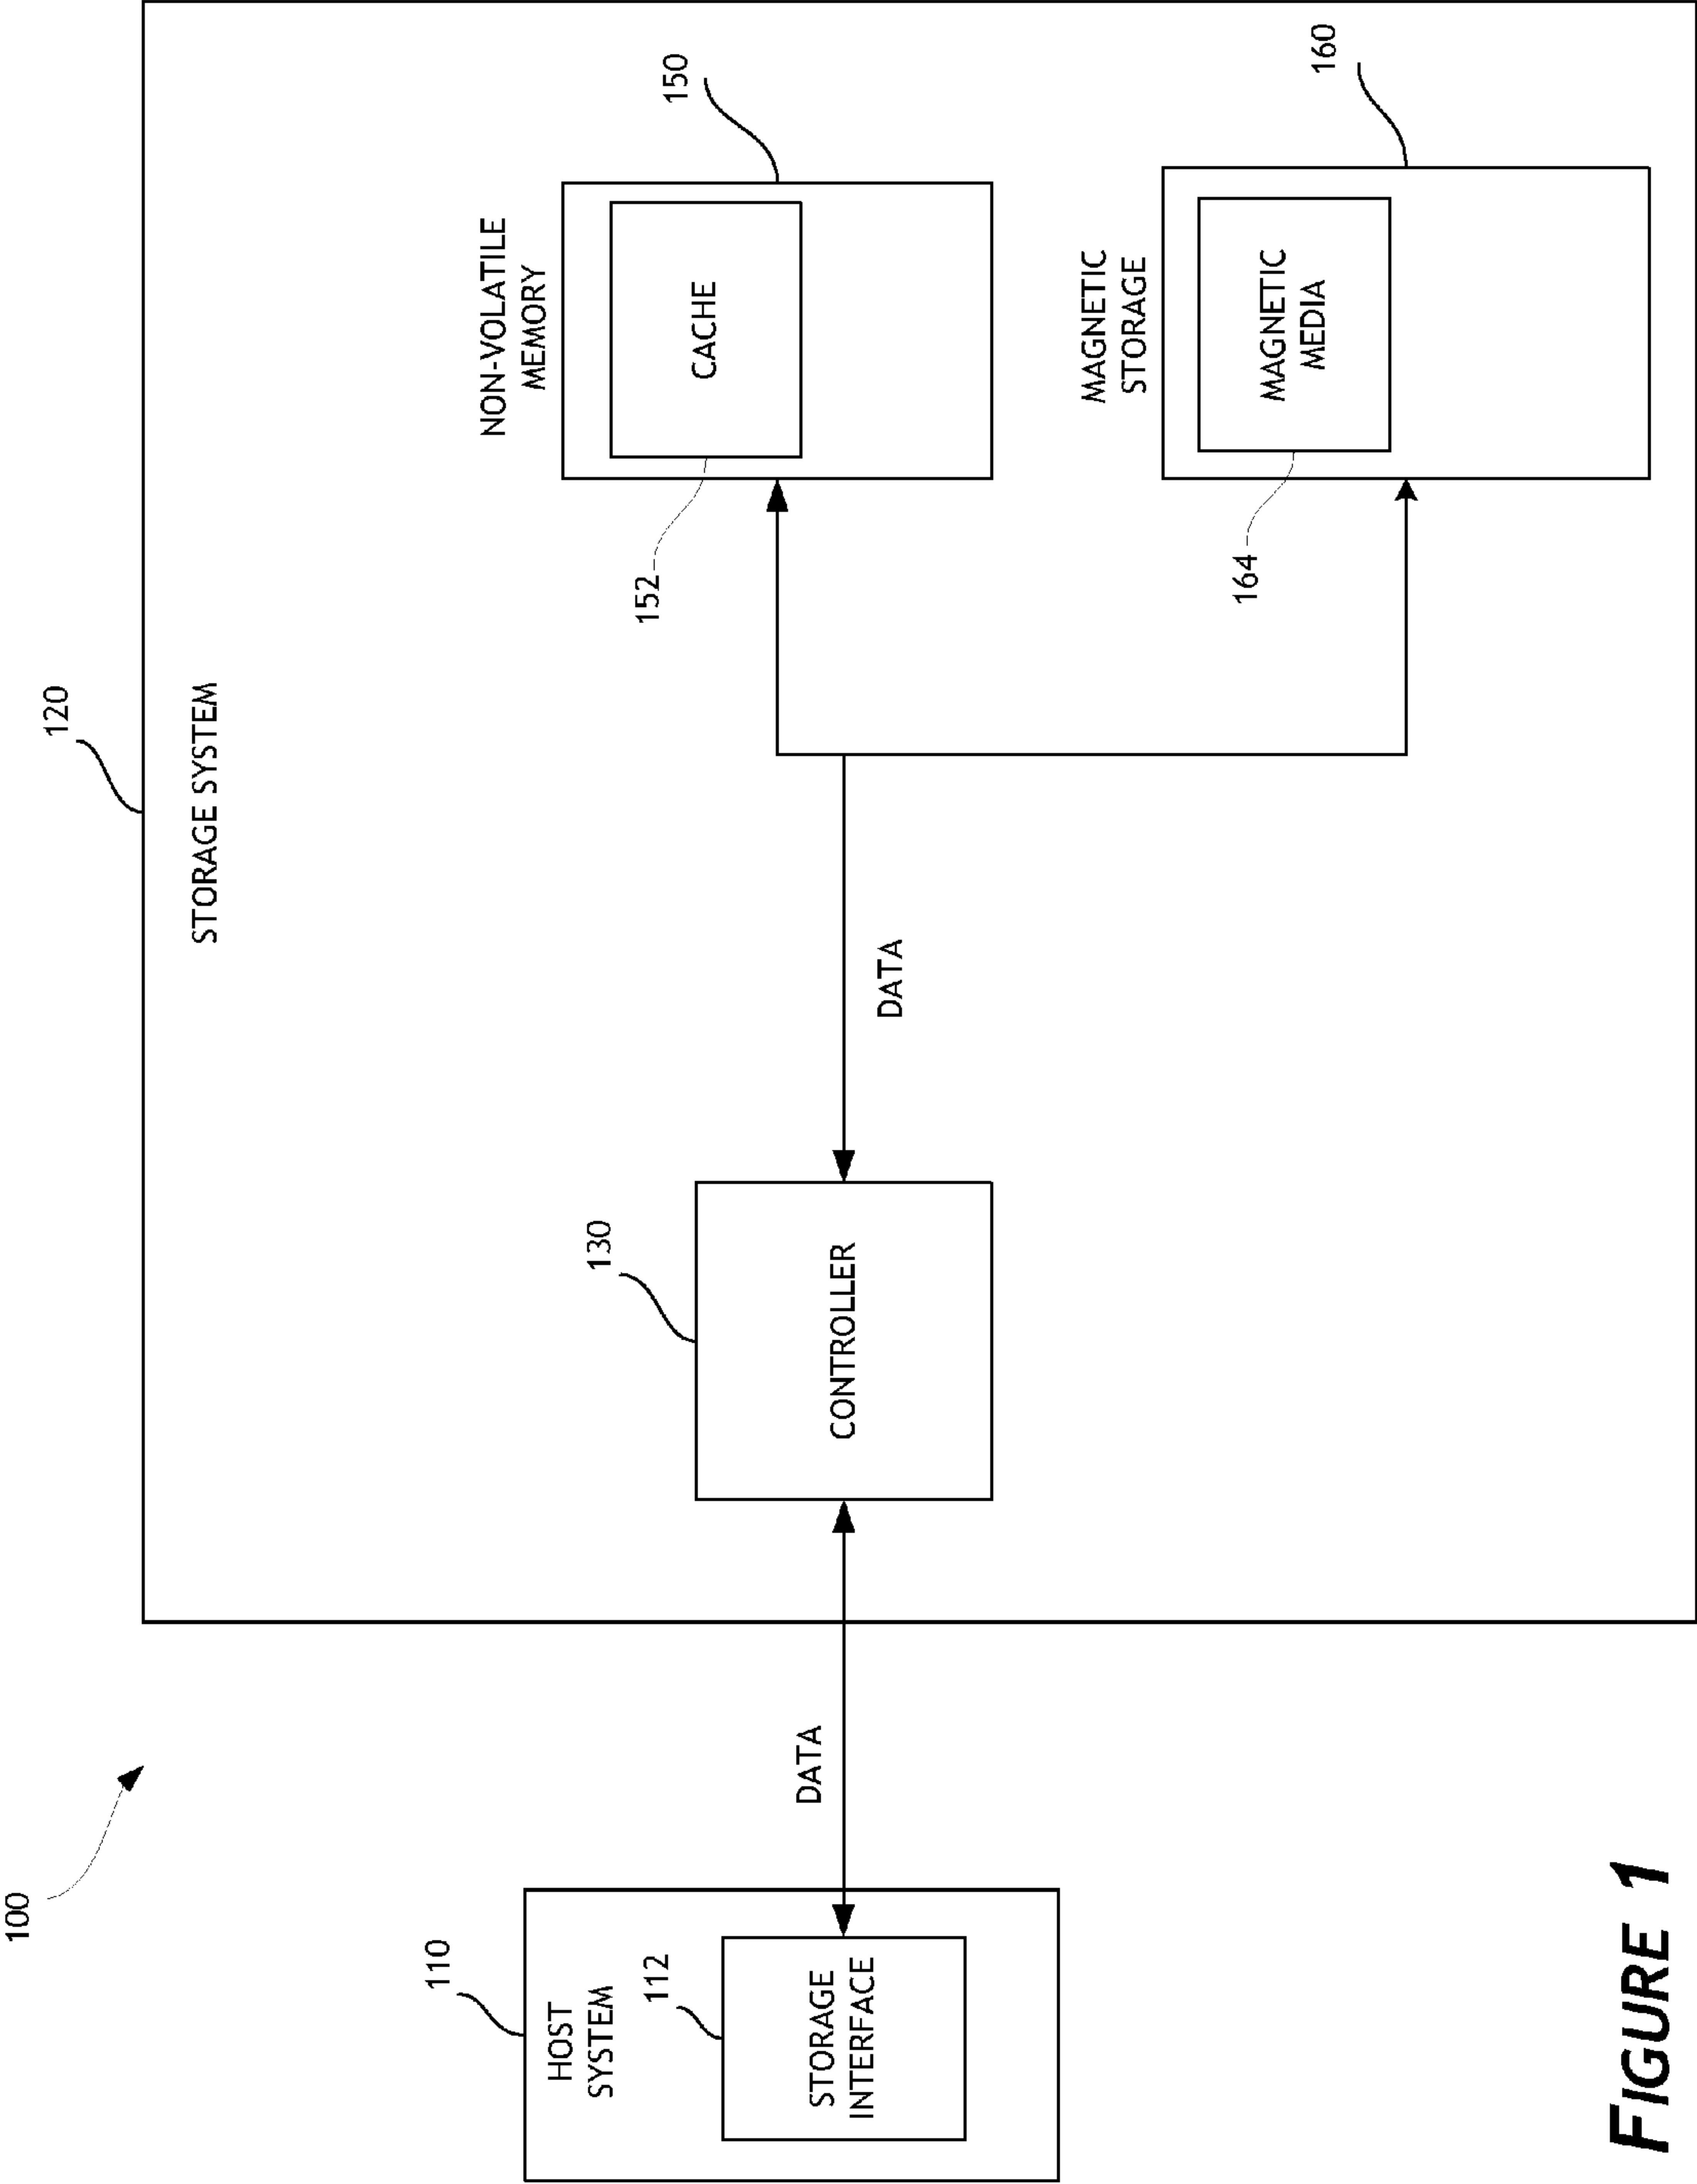 100
120
STORAGE SYSTEM
110
HOST
SYSTEM
112
STORAGE
INTERFACE
DATA
130
CONTROLLER
DATA
NON-VOLATILE
MEMORY
150
CACHE
152
MAGNETIC
STORAGE
160
MAGNETIC
MEDIA
164
FIGURE 1